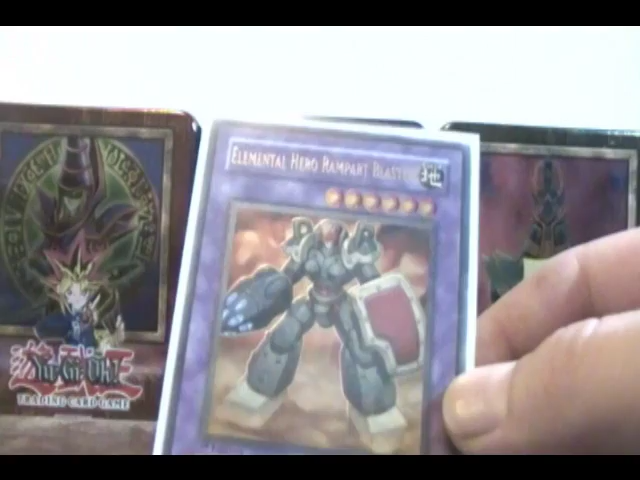 ELEMENTAL HERO RAMPART BLASTER
地
Yu-Gi-Oh!
TRADING CARD GAME